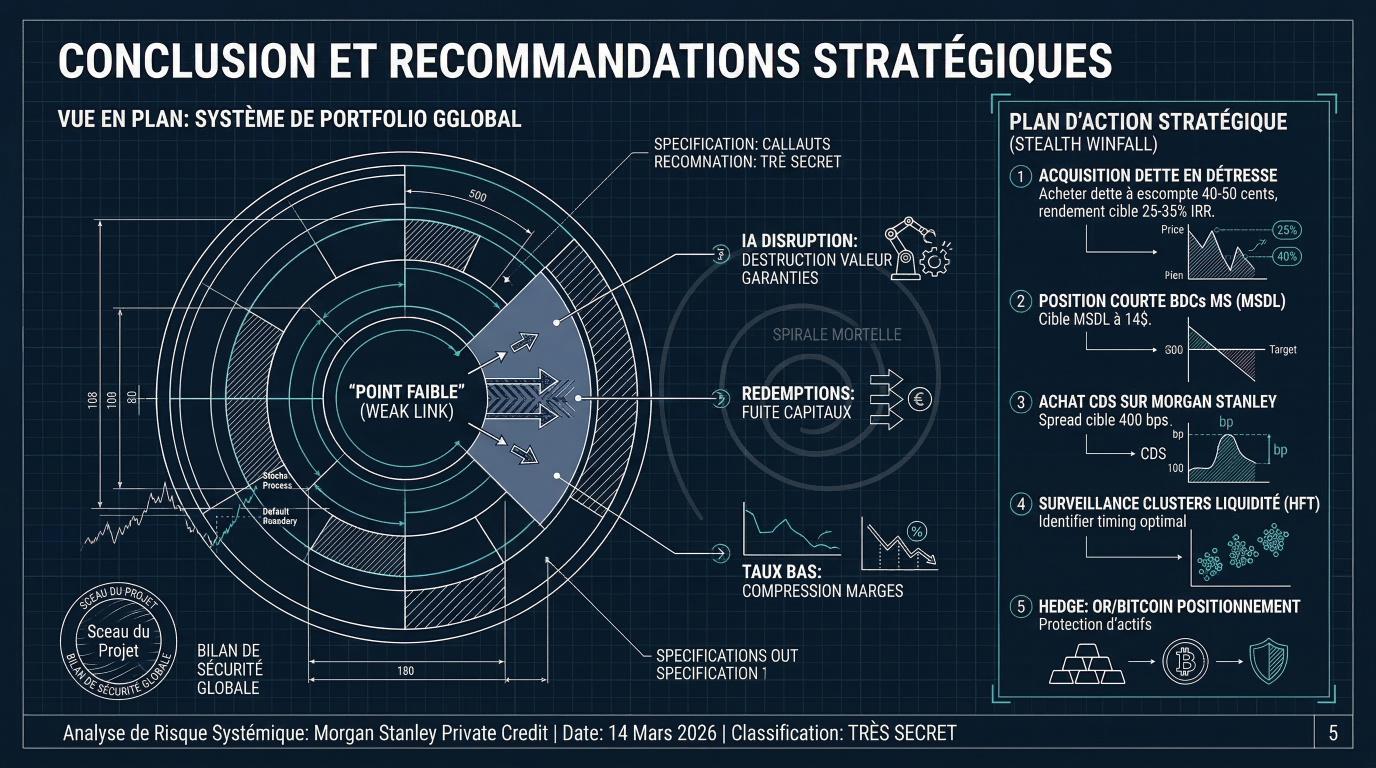 CONCLUSION ET RECOMMANDATIONS STRATÉGIQUES
VUE EN PLAN: SYSTÈME DE PORTFOLIO GGLOBAL
SPECIFICATION: CALLAUTS
RECOMNATION: TRÈ SECRET
500
108
100
80
"POINT FAIBLE"
(WEAK LINK)
IA DISRUPTION:
DESTRUCTION VALEUR
GARANTIES
SPIRALE MORTELLE
REDEMPTIONS:
FUITE CAPITAUX
€
%
TAUX BAS:
COMPRESSION MARGES
Stocha
Process
Default
180
SPECIFICATIONS OUT
SPECIFICATION 1
SCEAU DU PROJET
Sceau du
Projet
BILAN DE SÉCURITÉ GLOBALE
BILAN DE
SÉCURITÉ
GLOBALE
PLAN D'ACTION STRATÉGIQUE
(STEALTH WINFALL)
1 ACQUISITION DETTE EN DÉTRESSE
Acheter dette à escompte 40-50 cents,
rendement cible 25-35% IRR.
Price
25%
40%
Pien
2 POSITION COURTE BDCs MS (MSDL)
Cible MSDL à 14$.
Target
3 ACHAT CDS SUR MORGAN STANLEY
Spread cible 400 bps.
bp
bp
CDS
bp
100
4 SURVEILLANCE CLUSTERS LIQUIDITÉ (HFT)
Identifier timing optimal
5 HEDGE: OR/BITCOIN POSITIONNEMENT
Protection d'actifs
Analyse de Risque Systémique: Morgan Stanley Private Credit | Date: 14 Mars 2026 | Classification: TRÈS SECRET
5